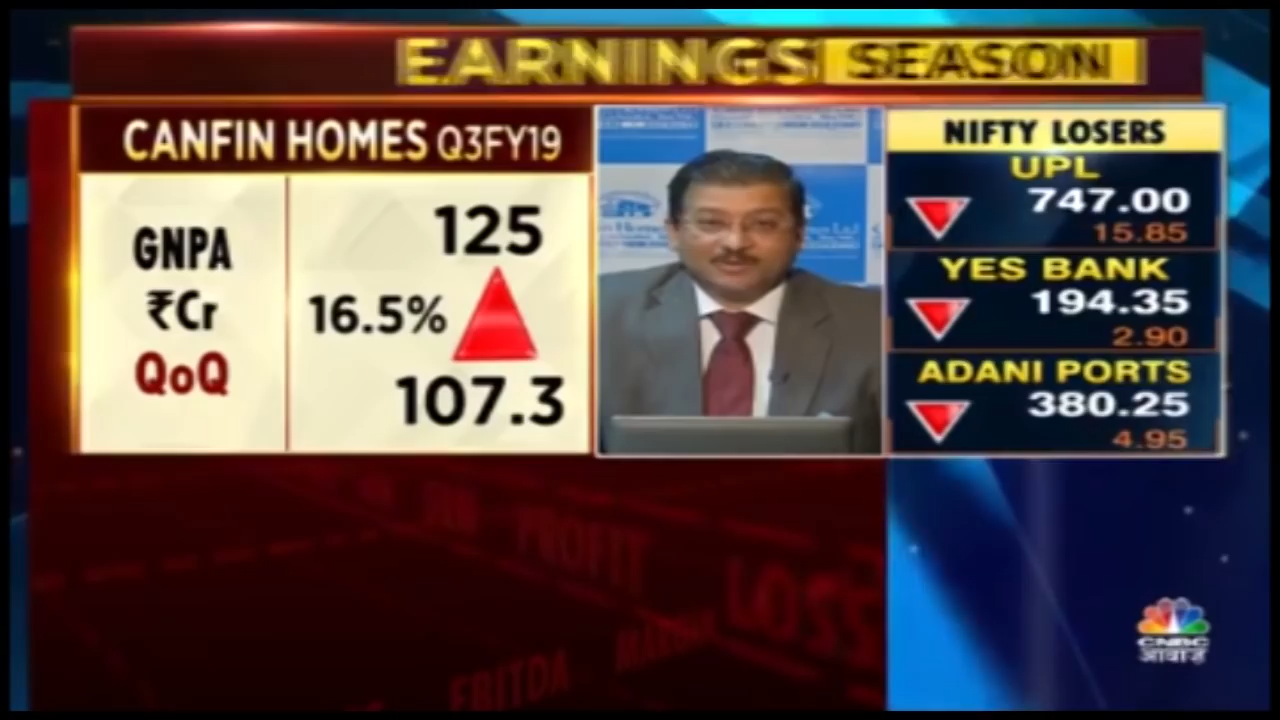 EARNINGS SEASON
CANFIN HOMES Q3FY19
GNPA
₹Cr
QoQ
125
16.5%
107.3
NIFTY LOSERS
UPL
747.00
15.85
YES BANK
194.35
2.90
ADANI PORTS
380.25
4.95
PROFIT
LOSS
EBITDA
CNBC
आवाज़